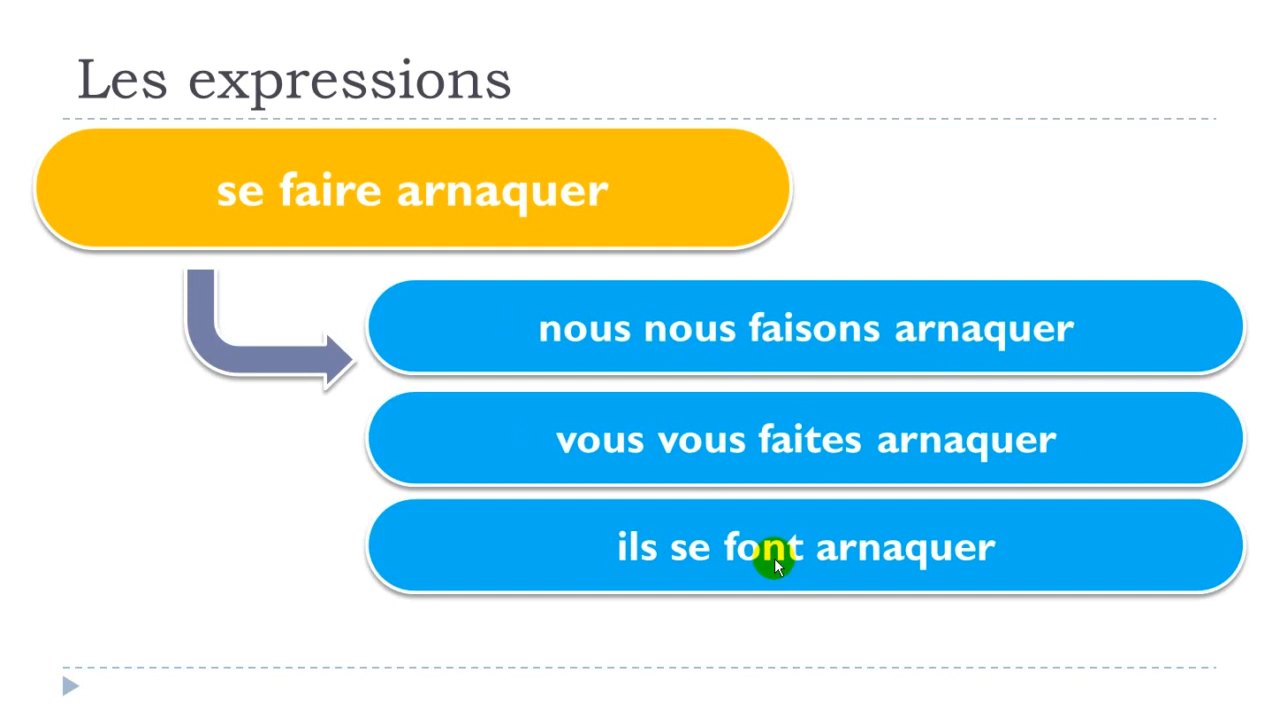 Les expressions
se faire arnaquer
nous nous faisons arnaquer
vous vous faites arnaquer
ils se font arnaquer